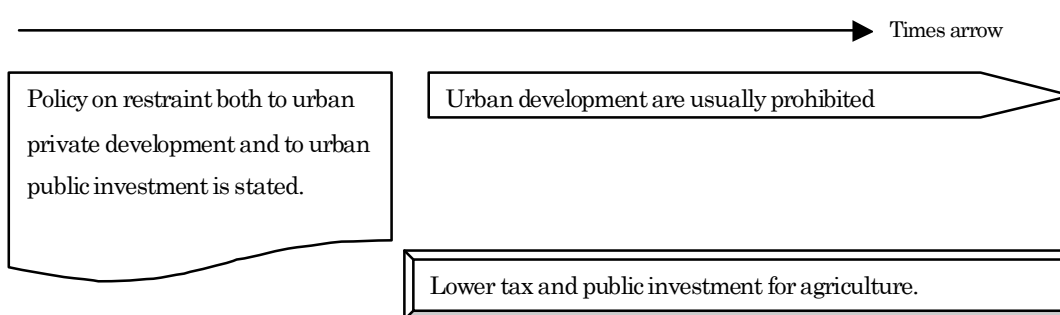 Times arrow
Policy on restraint both to urban
private development and to urban
public investment is stated.
Urban development are usually prohibited
Lower tax and public investment for agriculture.